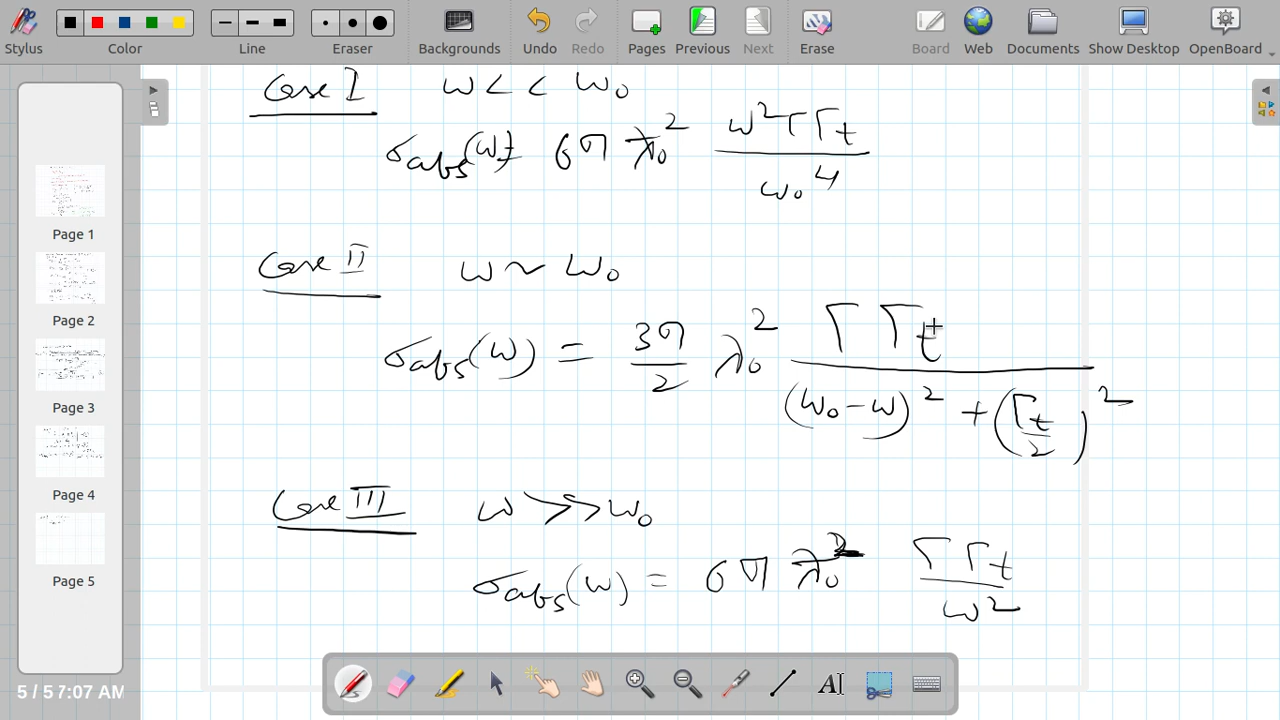 Stylus Color Line Eraser Backgrounds Undo Redo Pages Previous Next Erase Board Web Documents Show Desktop OpenBoard
Case I ω << ω₀
σabs(ω) = 6π ƛ₀² ω²ΓΓt / ω₀⁴
Case II ω ~ ω₀
σabs(ω) = 3π/2 ƛ₀² ΓΓt / (ω₀-ω)² + (Γt/2)²
Case III ω >> ω₀
σabs(ω) = 6π ƛ₀² ΓΓt / ω²
Page 1
Page 2
Page 3
Page 4
Page 5
5 / 5 7:07 AM